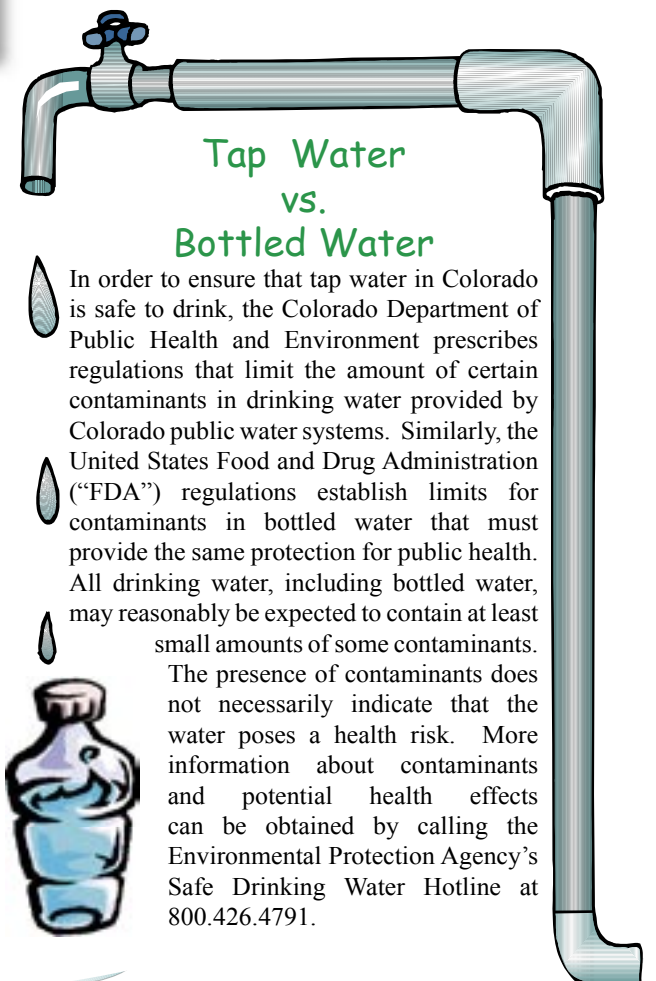 Tap Water
vs.
Bottled Water
In order to ensure that tap water in Colorado
is safe to drink, the Colorado Department of
Public Health and Environment prescribes
regulations that limit the amount of certain
contaminants in drinking water provided by
Colorado public water systems. Similarly, the
United States Food and Drug Administration
(“FDA”) regulations establish limits for
contaminants in bottled water that must
provide the same protection for public health.
All drinking water, including bottled water,
may reasonably be expected to contain at least
small amounts of some contaminants.
The presence of contaminants does
not necessarily indicate that the
water poses a health risk. More
information about contaminants
and potential health effects
can be obtained by calling the
Environmental Protection Agency’s
Safe Drinking Water Hotline at
800.426.4791.